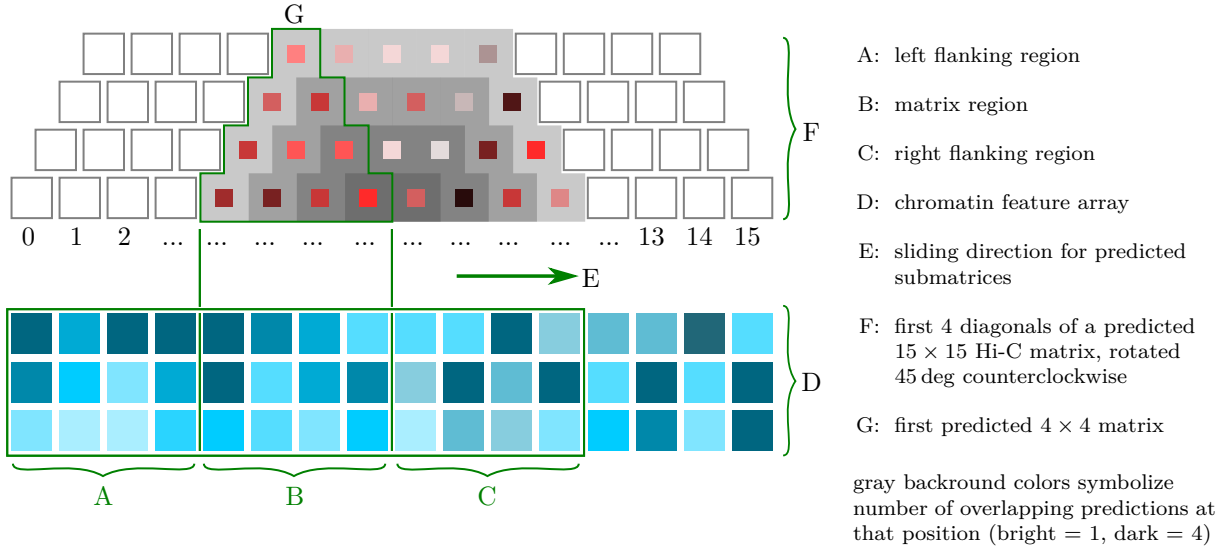 G
F
0 1 2 ... ... ... ... ... ... ... ... ... ... 13 14 15
E
D
A B C
A: left flanking region
B: matrix region
C: right flanking region
D: chromatin feature array
E: sliding direction for predicted
submatrices
F: first 4 diagonals of a predicted
15 × 15 Hi-C matrix, rotated
45 deg counterclockwise
G: first predicted 4 × 4 matrix
gray backround colors symbolize
number of overlapping predictions at
that position (bright = 1, dark = 4)